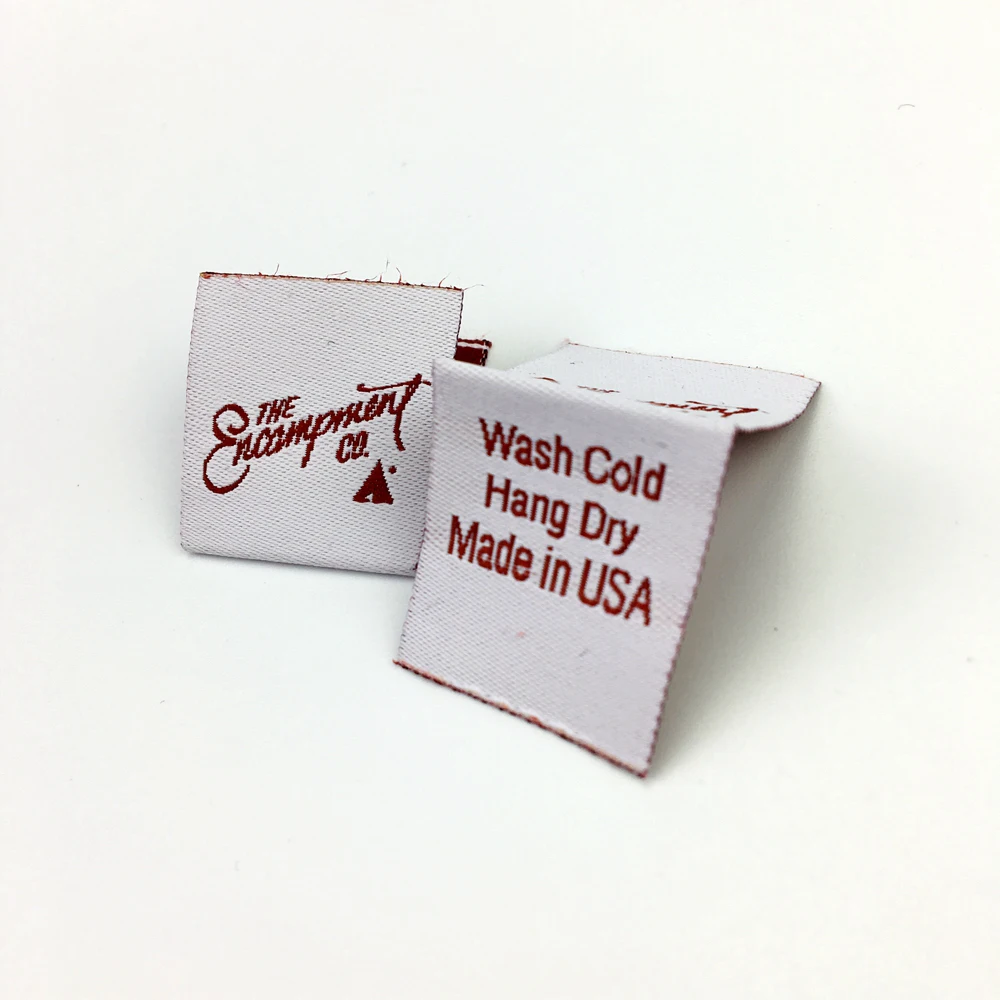 THE
Encampment
CO.
Wash Cold
Hang Dry
Made in USA